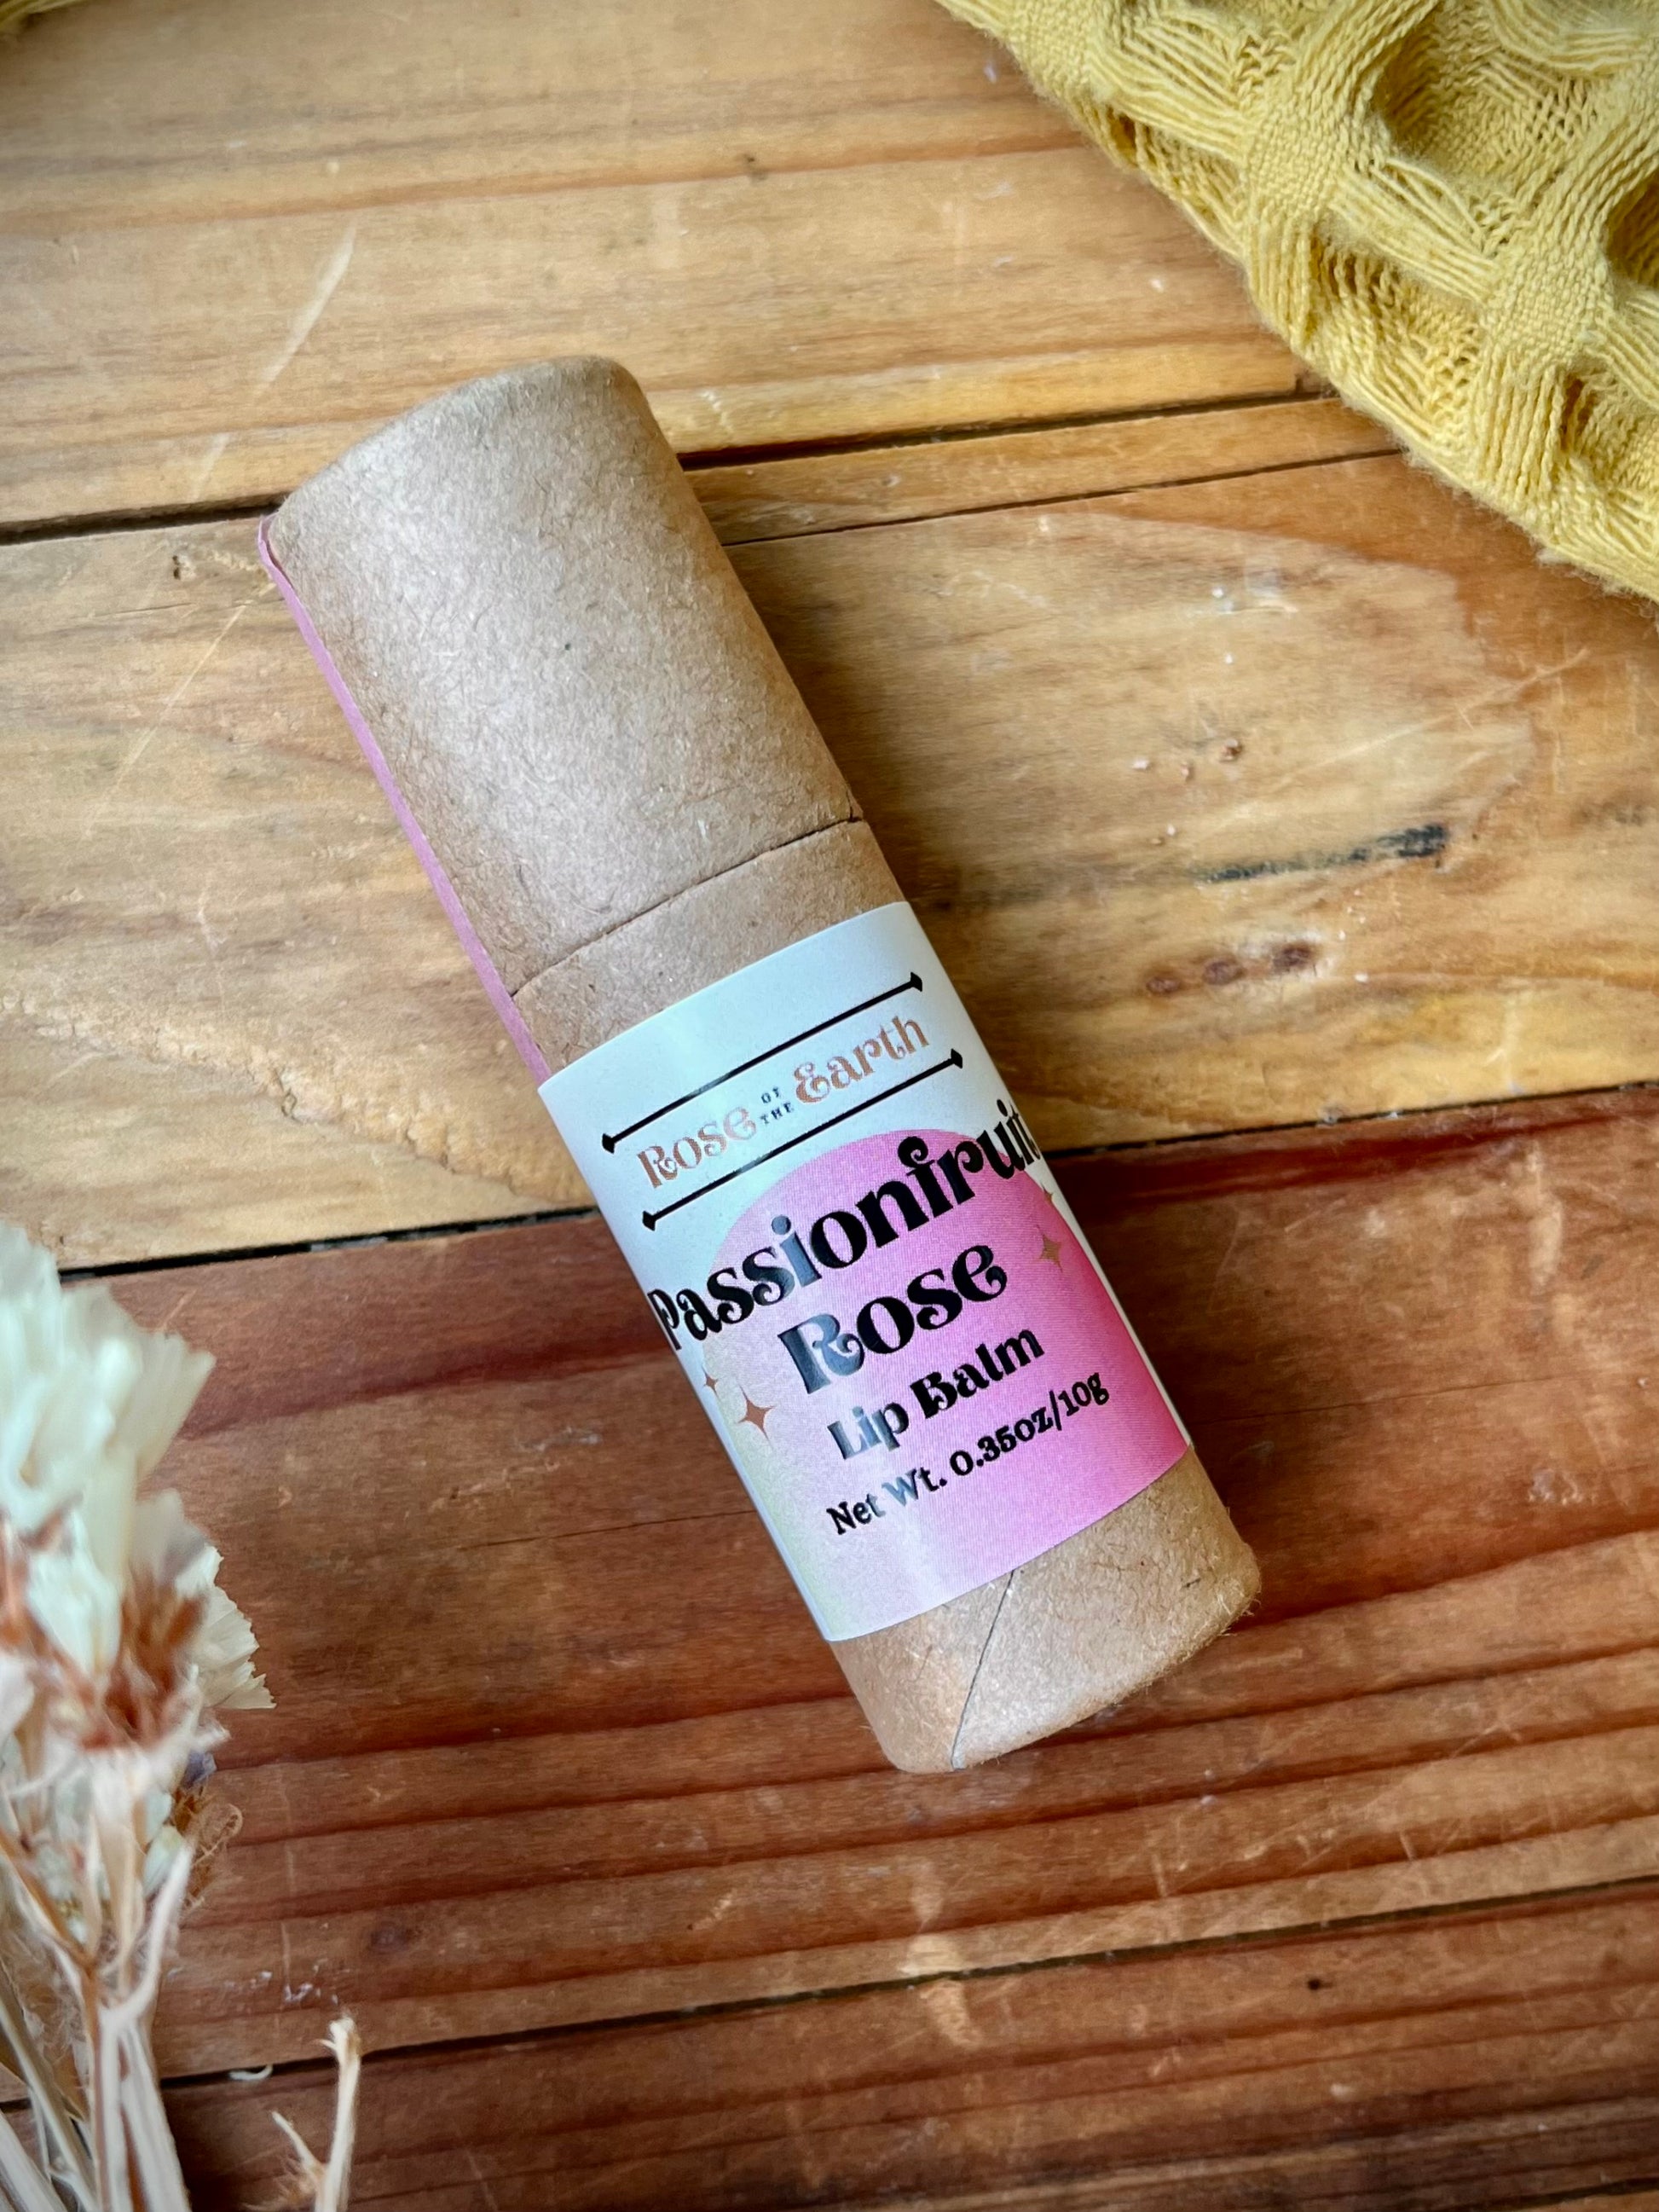 Rose OF THE Earth
Passionfruit
Rose
Lip Balm
Net Wt. 0.35oz/10g